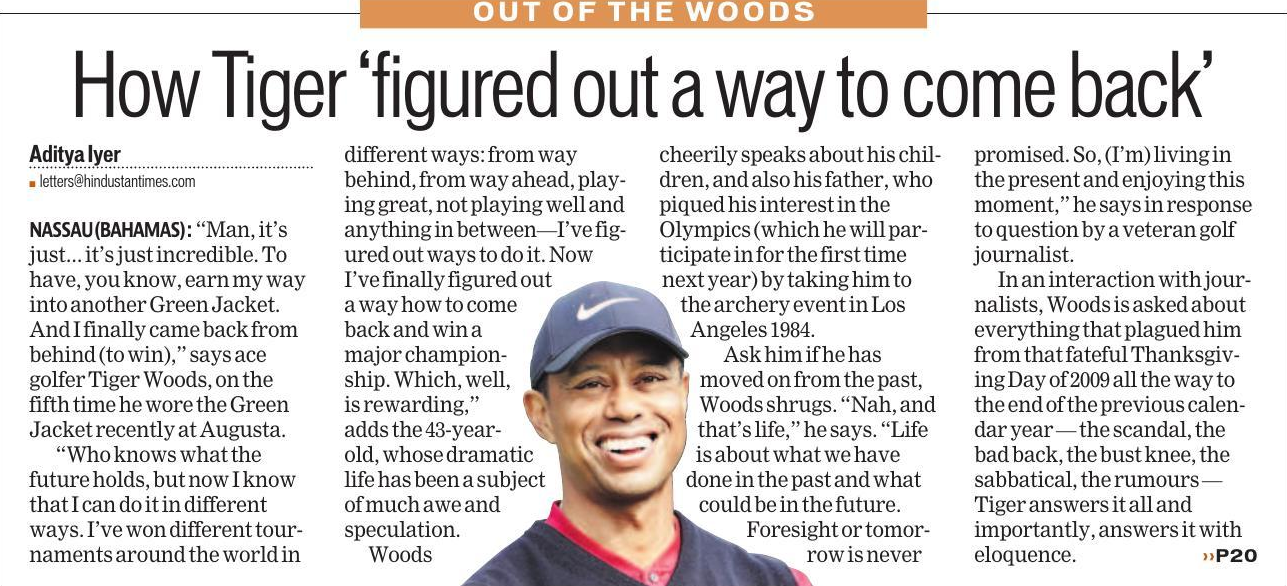 OUT OF THE WOODS
How Tiger ‘figured out a way to come back’
Aditya Iyer
■ letters@hindustantimes.com
NASSAU (BAHAMAS): “Man, it’s
just... it’s just incredible. To
have, you know, earn my way
into another Green Jacket.
And I finally came back from
behind (to win),” says ace
golfer Tiger Woods, on the
fifth time he wore the Green
Jacket recently at Augusta.
“Who knows what the
future holds, but now I know
that I can do it in different
ways. I’ve won different tour-
naments around the world in
different ways: from way
behind, from way ahead, play-
ing great, not playing well and
anything in between—I’ve fig-
ured out ways to do it. Now
I’ve finally figured out
a way how to come
back and win a
major champion-
ship. Which, well,
is rewarding,”
adds the 43-year-
old, whose dramatic
life has been a subject
of much awe and
speculation.
Woods
cheerily speaks about his chil-
dren, and also his father, who
piqued his interest in the
Olympics (which he will par-
ticipate in for the first time
next year) by taking him to
the archery event in Los
Angeles 1984.
Ask him if he has
moved on from the past,
Woods shrugs. “Nah, and
that’s life,” he says. “Life
is about what we have
done in the past and what
could be in the future.
Foresight or tomor-
row is never
promised. So, (I’m) living in
the present and enjoying this
moment,” he says in response
to question by a veteran golf
journalist.
In an interaction with jour-
nalists, Woods is asked about
everything that plagued him
from that fateful Thanksgiv-
ing Day of 2009 all the way to
the end of the previous calen-
dar year — the scandal, the
bad back, the bust knee, the
sabbatical, the rumours —
Tiger answers it all and
importantly, answers it with
eloquence.
››P20